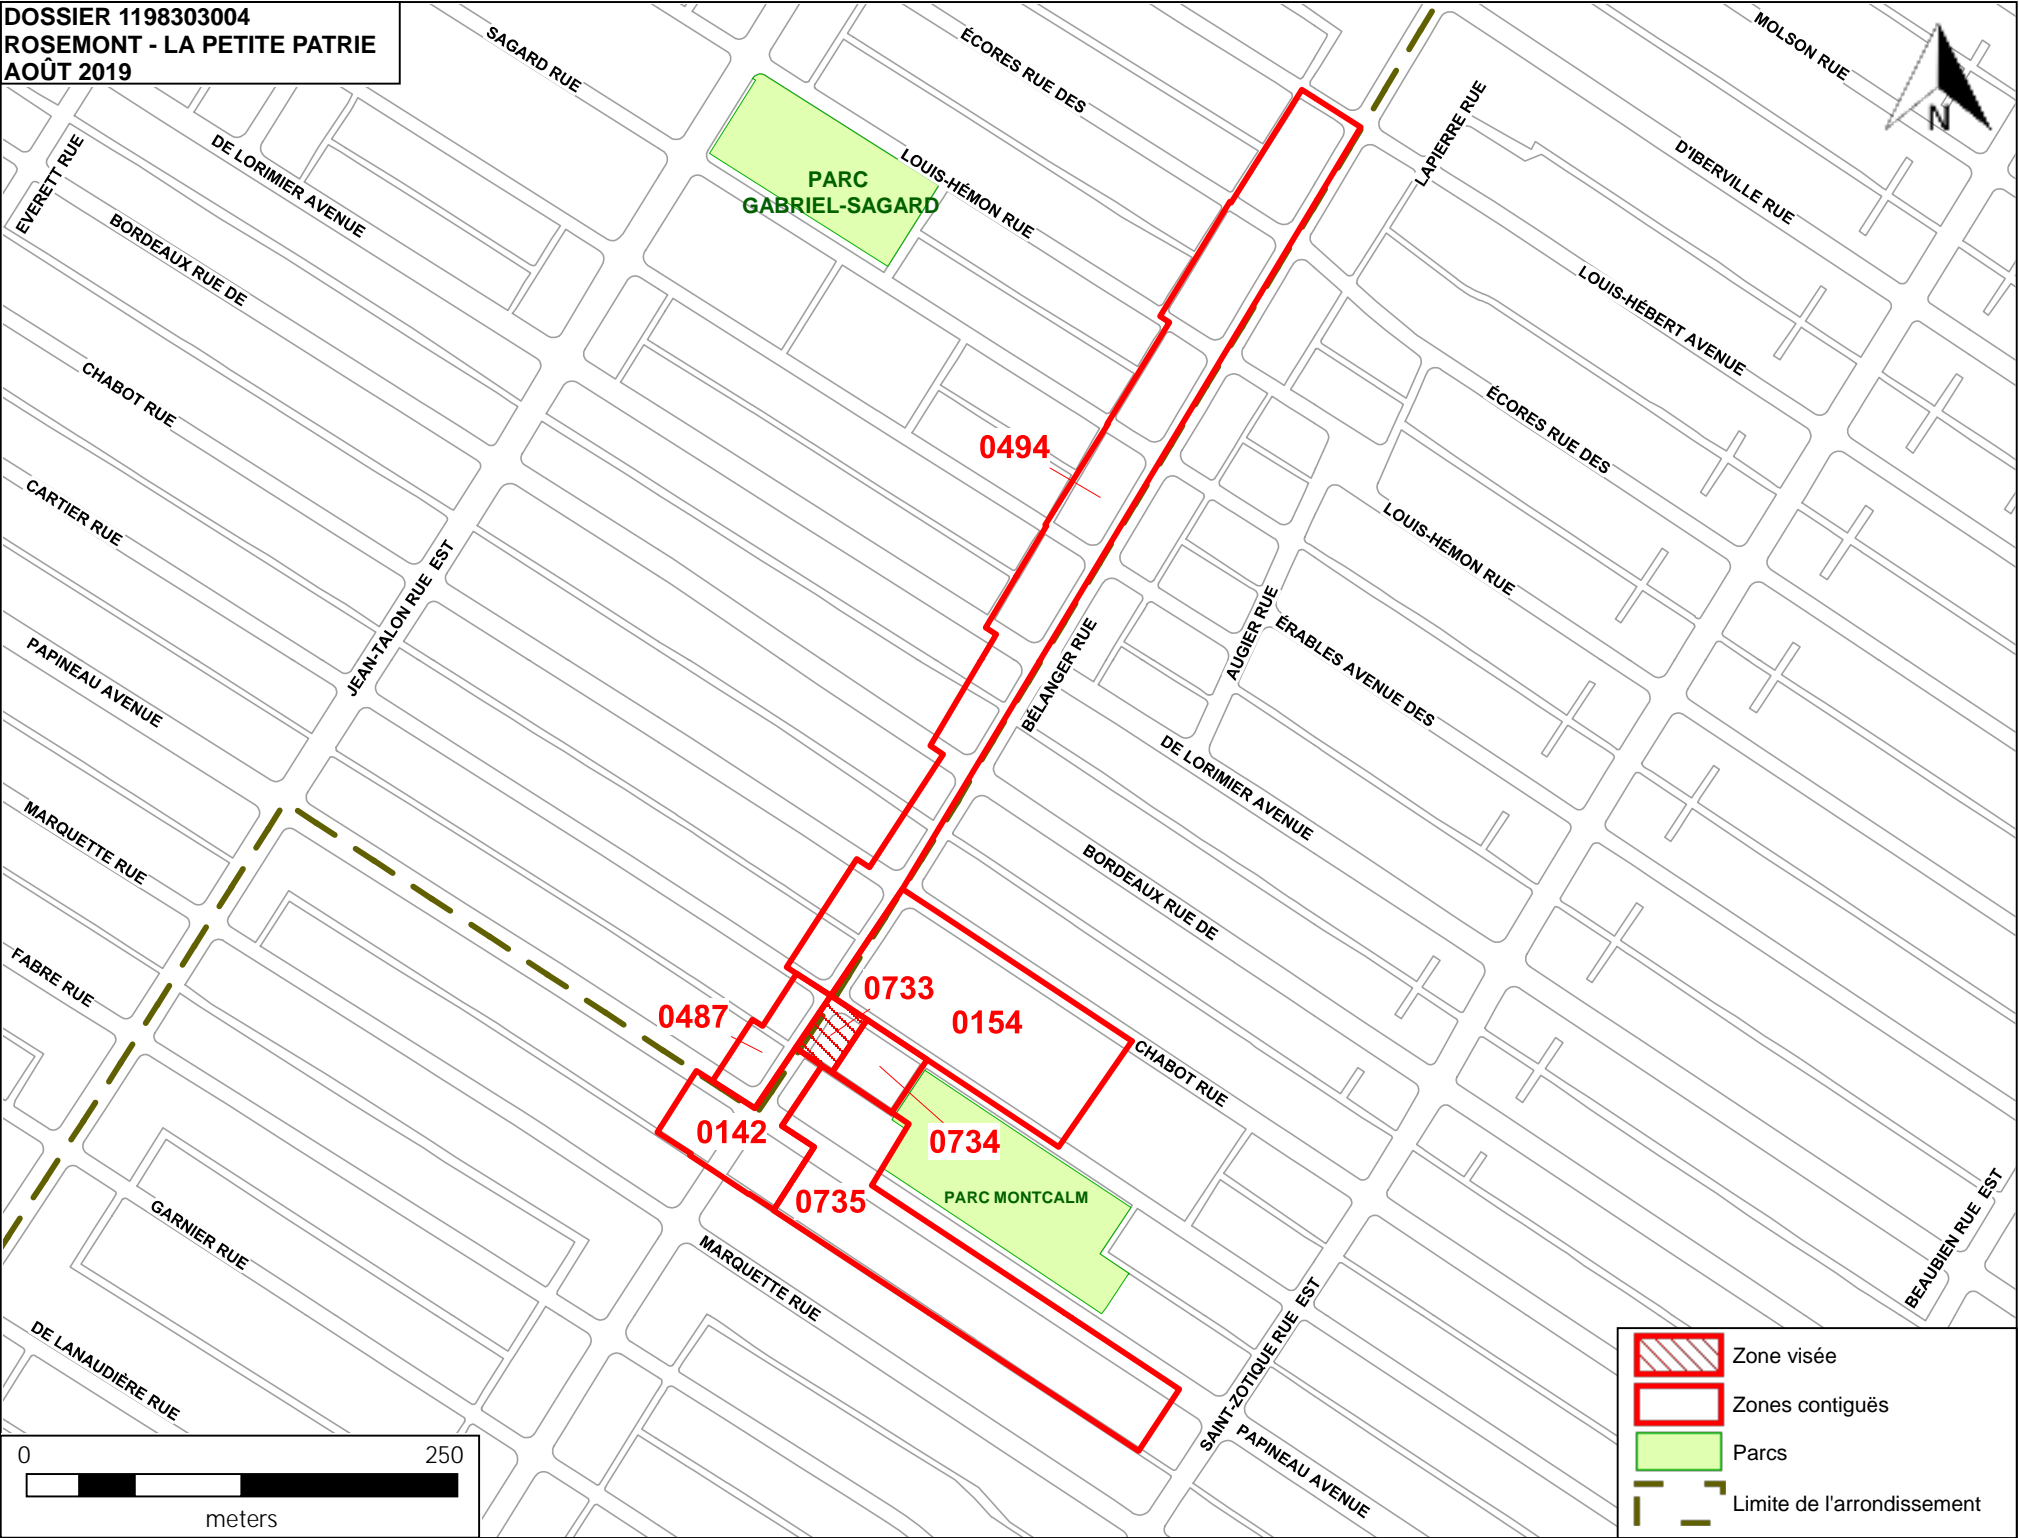 DOSSIER 1198303004
ROSEMONT - LA PETITE PATRIE
AOÛT 2019
SAGARD RUE
ÉCORES RUE DES
MOLSON RUE
N
LAPIERRE RUE
D'IBERVILLE RUE
EVERETT RUE
DE LORIMIER AVENUE
LOUIS-HÉMON RUE
PARC
GABRIEL-SAGARD
BORDEAUX RUE DE
LOUIS-HÉBERT AVENUE
CHABOT RUE
ÉCORES RUE DES
0494
CARTIER RUE
LOUIS-HÉMON RUE
JEAN-TALON RUE EST
AUGIER RUE
ÉRABLES AVENUE DES
BÉLANGER RUE
PAPINEAU AVENUE
DE LORIMIER AVENUE
MARQUETTE RUE
BORDEAUX RUE DE
FABRE RUE
0733
0487
0154
CHABOT RUE
0142
0734
0735
PARC MONTCALM
GARNIER RUE
MARQUETTE RUE
BEAUBIEN RUE EST
SAINT-ZOTIQUE RUE EST
DE LANAUDIÈRE RUE
PAPINEAU AVENUE
0 250
meters
Zone visée
Zones contiguës
Parcs
Limite de l'arrondissement